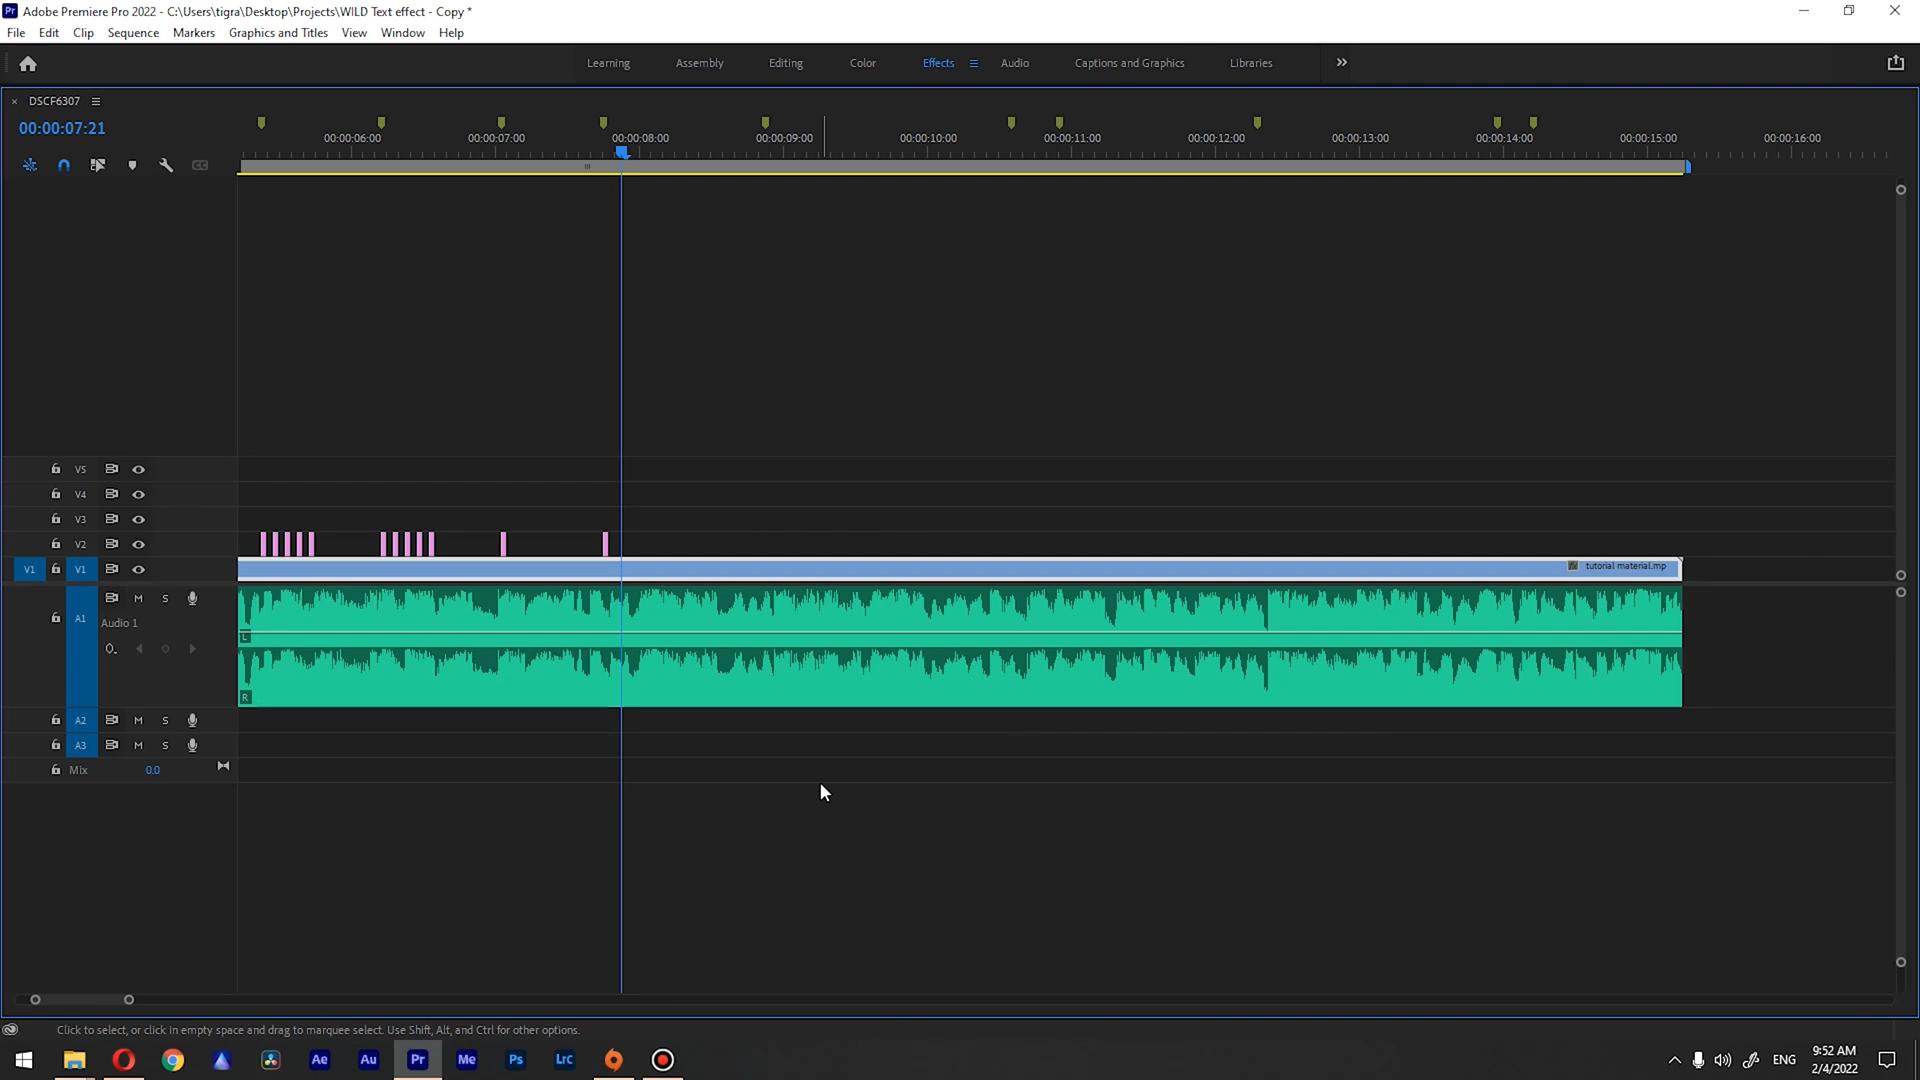 Pr Adobe Premiere Pro 2022 - C:\Users\tigra\Desktop\Projects\WILD Text effect - Copy *
File Edit Clip Sequence Markers Graphics and Titles View Window Help
Learning Assembly Editing Color Effects Audio Captions and Graphics Libraries
× DSCF6307
00:00:07:21
00:00:06:00 00:00:07:00 00:00:08:00 00:00:09:00 00:00:10:00 00:00:11:00 00:00:12:00 00:00:13:00 00:00:14:00 00:00:15:00 00:00:16:00
V5
V4
V3
V2
V1 V1 fx tutorial material.mp
M S
A1
Audio 1
L
R
A2 M S
A3 M S
Mix 0.0
Click to select, or click in empty space and drag to marquee select. Use Shift, Alt, and Ctrl for other options.
Ae Au Pr Me Ps Lrc ENG 9:52 AM
2/4/2022